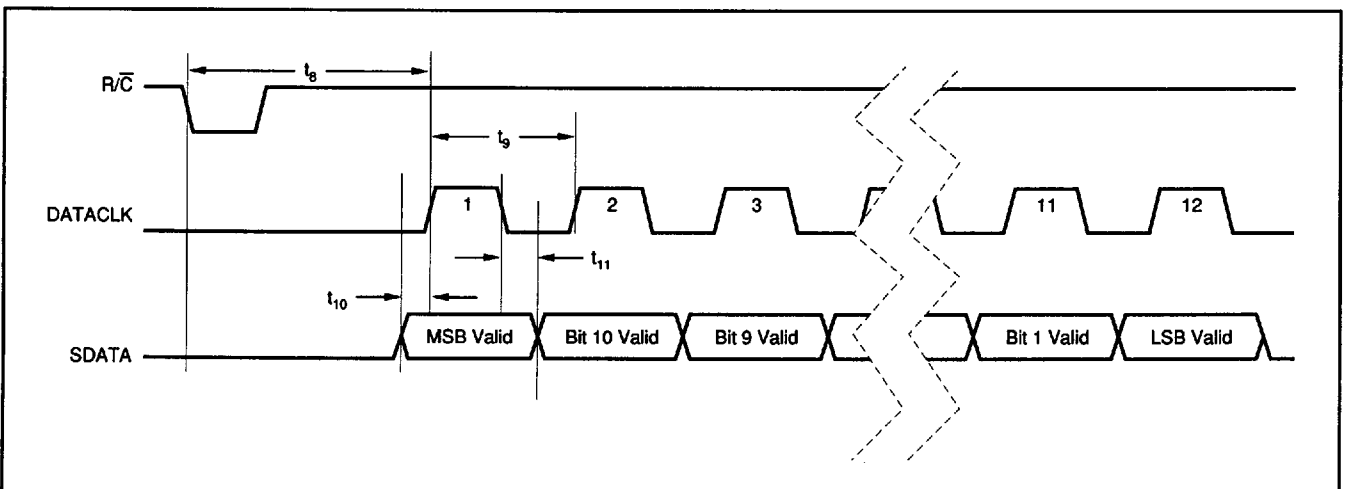 t8
R/C̅
t9
DATACLK 1 2 3 11 12
t11
t10
SDATA MSB Valid Bit 10 Valid Bit 9 Valid Bit 1 Valid LSB Valid